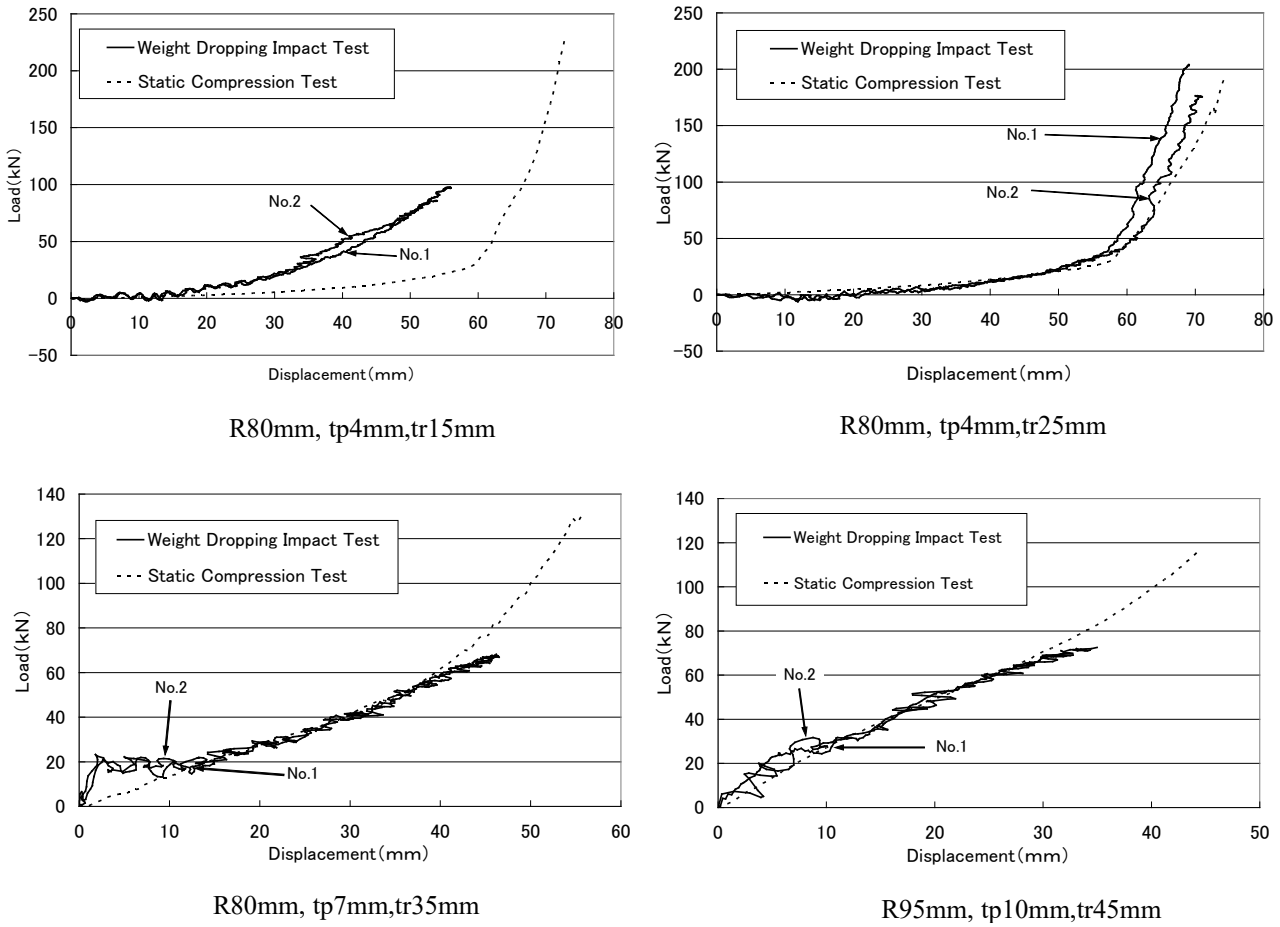 250
200
150
100
50
0
−50
Load(kN)
Weight Dropping Impact Test
Static Compression Test
No.2
No.1
0 10 20 30 40 50 60 70 80
Displacement(mm)
R80mm, tp4mm,tr15mm
250
200
150
100
50
0
−50
Load(kN)
Weight Dropping Impact Test
Static Compression Test
No.1
No.2
0 10 20 30 40 50 60 70 80
Displacement(mm)
R80mm, tp4mm,tr25mm
140
120
100
80
60
40
20
0
Load(kN)
Weight Dropping Impact Test
Static Compression Test
No.2
No.1
0 10 20 30 40 50 60
Displacement(mm)
R80mm, tp7mm,tr35mm
140
120
100
80
60
40
20
0
Load(kN)
Weight Dropping Impact Test
Static Compression Test
No.2
No.1
0 10 20 30 40 50
Displacement(mm)
R95mm, tp10mm,tr45mm